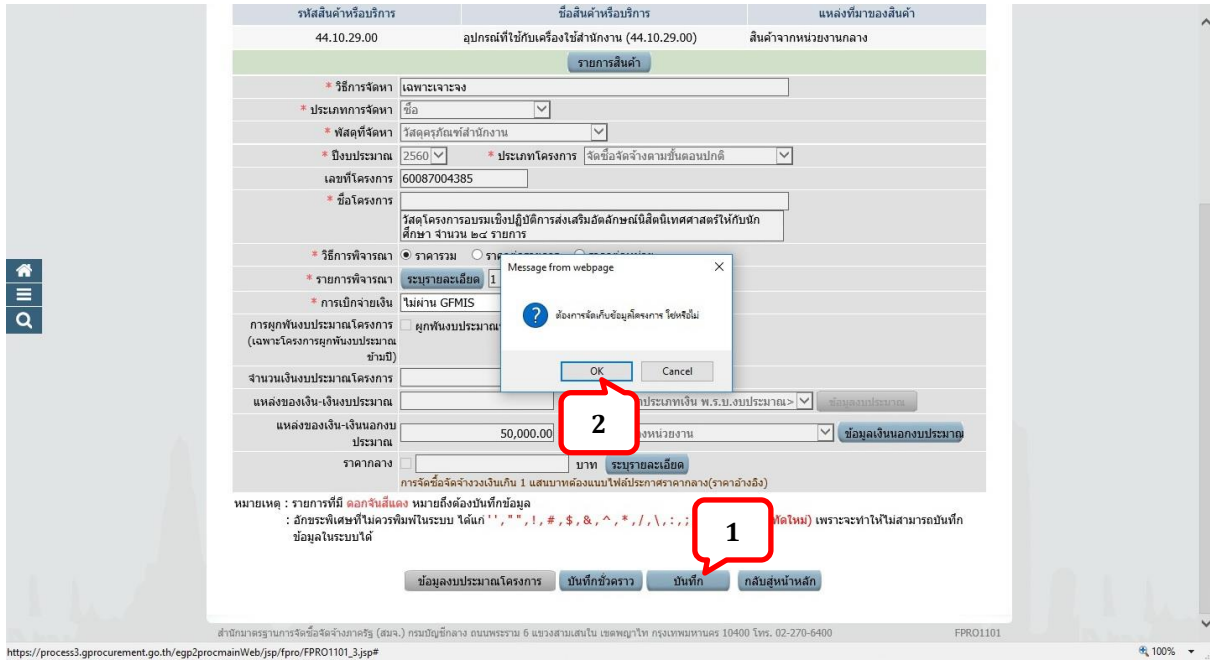 รหัสสินค้าหรือบริการ ชื่อสินค้าหรือบริการ แหล่งที่มาของสินค้า
44.10.29.00 อุปกรณ์ที่ใช้กับเครื่องใช้สำนักงาน (44.10.29.00) สินค้าจากหน่วยงานกลาง
รายการสินค้า
* วิธีการจัดหา เฉพาะเจาะจง
* ประเภทการจัดหา ซื้อ
* พัสดุที่จัดหา วัสดุครุภัณฑ์สำนักงาน
* ปีงบประมาณ 2560 * ประเภทโครงการ จัดซื้อจัดจ้างตามขั้นตอนปกติ
เลขที่โครงการ 60087004385
* ชื่อโครงการ
วัสดุโครงการอบรมเชิงปฏิบัติการส่งเสริมอัตลักษณ์นิสิตนิเทศศาสตร์ให้กับนัก
ศึกษา จำนวน ๒๔ รายการ
* วิธีการพิจารณา ราคารวม
Message from webpage
* รายการพิจารณา ระบุรายละเอียด 1
* การเบิกจ่ายเงิน ไม่ผ่าน GFMIS
ต้องการจัดเก็บข้อมูลโครงการ ใช่หรือไม่
การผูกพันงบประมาณโครงการ ผูกพันงบประมาณ
(เฉพาะโครงการผูกพันงบประมาณ
ข้ามปี)
OK Cancel
จำนวนเงินงบประมาณโครงการ
แหล่งของเงิน-เงินงบประมาณ ประเภทเงิน พ.ร.บ.งบประมาณ> ข้อมูลงบประมาณ
2
แหล่งของเงิน-เงินนอกงบ
ประมาณ 50,000.00 งหน่วยงาน ข้อมูลเงินนอกงบประมาณ
ราคากลาง บาท ระบุรายละเอียด
การจัดซื้อจัดจ้างวงเงินเกิน 1 แสนบาทต้องแนบไฟล์ประกาศราคากลาง(ราคาอ้างอิง)
หมายเหตุ : รายการที่มี ดอกจันสีแดง หมายถึงต้องบันทึกข้อมูล
: อักขระพิเศษที่ไม่ควรพิมพ์ในระบบ ได้แก่ ' ' , " " , ! , # , $ , & , ^ , * , / , \ , : , ; ทัดใหม่) เพราะจะทำให้ไม่สามารถบันทึก
ข้อมูลในระบบได้
1
ข้อมูลงบประมาณโครงการ บันทึกชั่วคราว บันทึก กลับสู่หน้าหลัก
สำนักมาตรฐานการจัดซื้อจัดจ้างภาครัฐ (สมจ.) กรมบัญชีกลาง ถนนพระราม 6 แขวงสามเสนใน เขตพญาไท กรุงเทพมหานคร 10400 โทร. 02-270-6400 FPRO1101
https://process3.gprocurement.go.th/egp2procmainWeb/jsp/fpro/FPRO1101_3.jsp# 100%